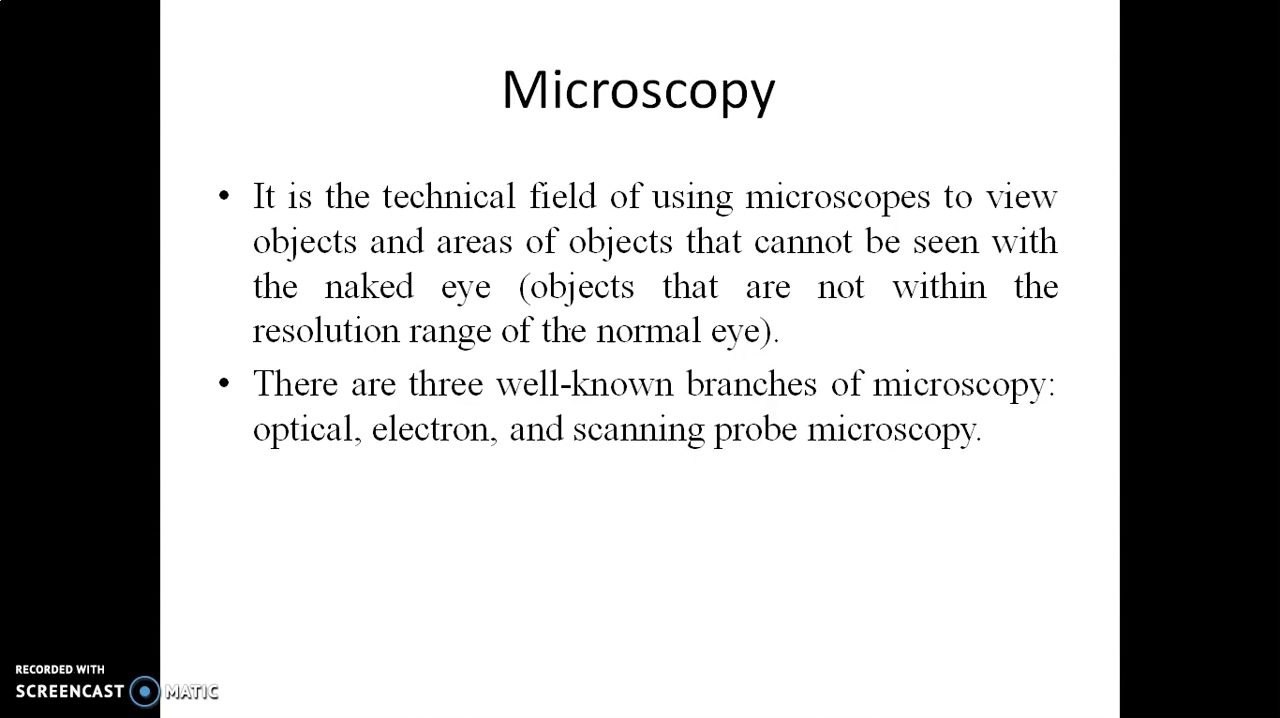 Microscopy
• It is the technical field of using microscopes to view
objects and areas of objects that cannot be seen with
the naked eye (objects that are not within the
resolution range of the normal eye).
• There are three well-known branches of microscopy:
optical, electron, and scanning probe microscopy.
RECORDED WITH
SCREENCAST MATIC